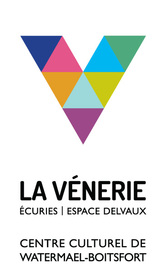 LA VÉNERIE
ÉCURIES | ESPACE DELVAUX
CENTRE CULTUREL DE
WATERMAEL-BOITSFORT